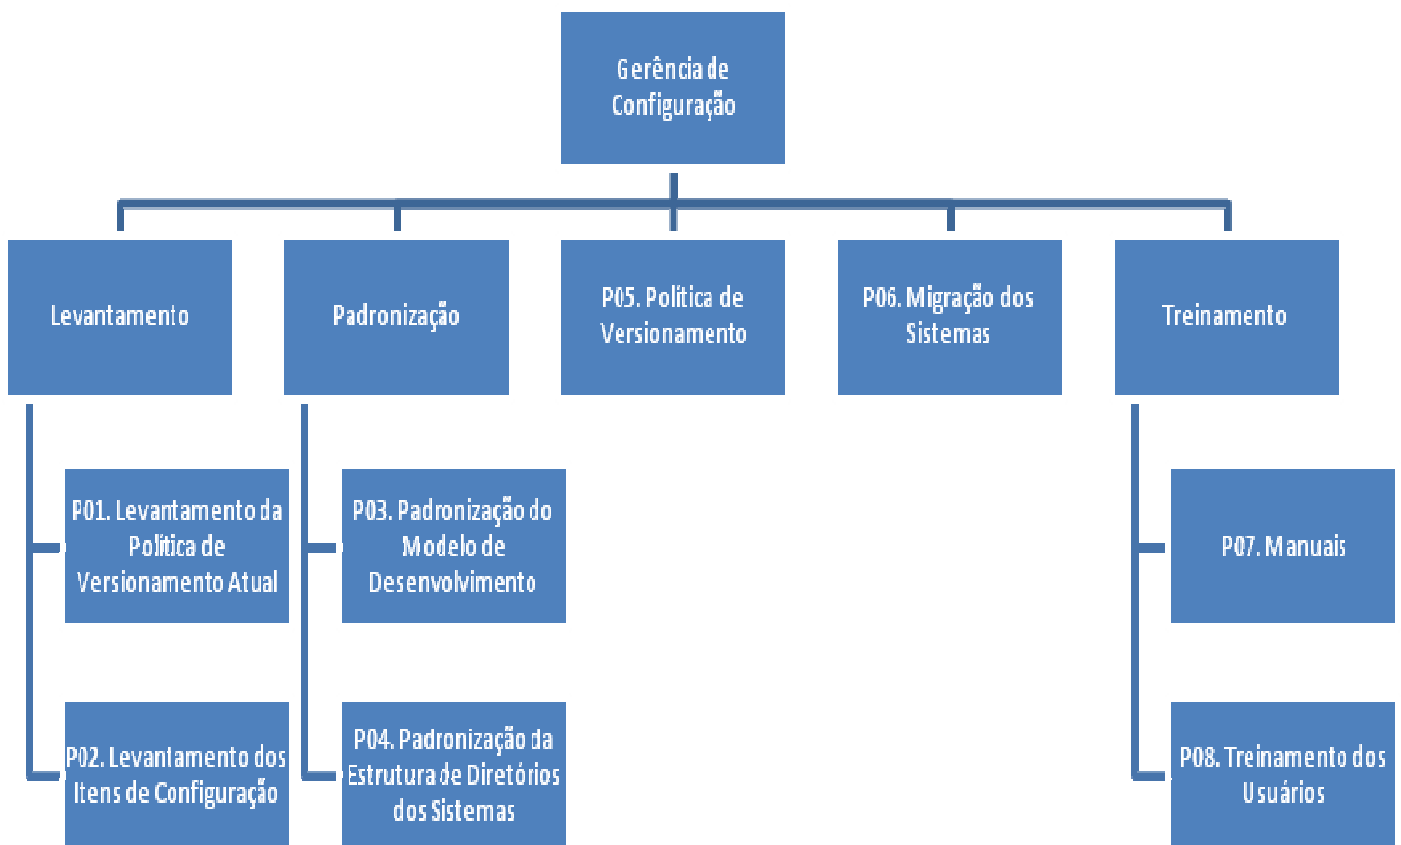 Gerência de
Configuração
Levantamento
Padronização
P05. Política de
Versionamento
P06. Migração dos
Sistemas
Treinamento
P01. Levantamento da
Política de
Versionamento Atual
P03. Padronização do
Modelo de
Desenvolvimento
P07. Manuais
P02. Levantamento dos
Itens de Configuração
P04. Padronização da
Estrutura de Diretórios
dos Sistemas
P08. Treinamento dos
Usuários